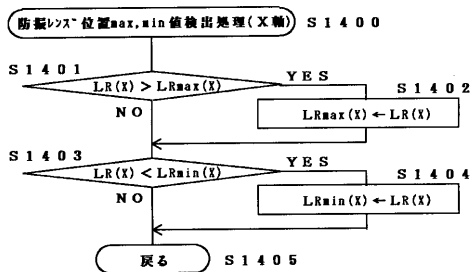 防振ﾚﾝｽﾞ位置max,min値検出処理(X軸) S1400
S1401
LR(X)>LRmax(X) YES
S1402
NO
LRmax(X)←LR(X)
S1403
LR(X)<LRmin(X) YES
S1404
NO
LRmin(X)←LR(X)
戻る S1405